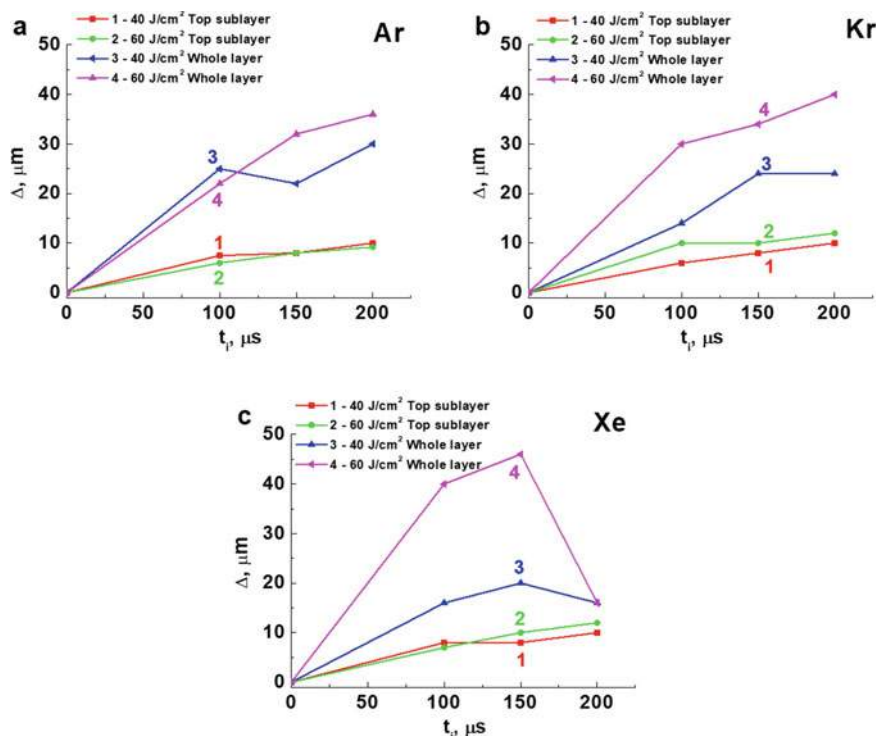 a
1 - 40 J/cm² Top sublayer
2 - 60 J/cm² Top sublayer
3 - 40 J/cm² Whole layer
4 - 60 J/cm² Whole layer
Ar
50
40
30
20
10
0
Δ, μm
3
4
1
2
0 50 100 150 200
tᵢ, μs
b
1 - 40 J/cm² Top sublayer
2 - 60 J/cm² Top sublayer
3 - 40 J/cm² Whole layer
4 - 60 J/cm² Whole layer
Kr
50
40
30
20
10
0
Δ, μm
4
3
2
1
0 50 100 150 200
tᵢ, μs
c
1 - 40 J/cm² Top sublayer
2 - 60 J/cm² Top sublayer
3 - 40 J/cm² Whole layer
4 - 60 J/cm² Whole layer
Xe
50
40
30
20
10
0
Δ, μm
4
3
2
1
0 50 100 150 200
tᵢ, μs